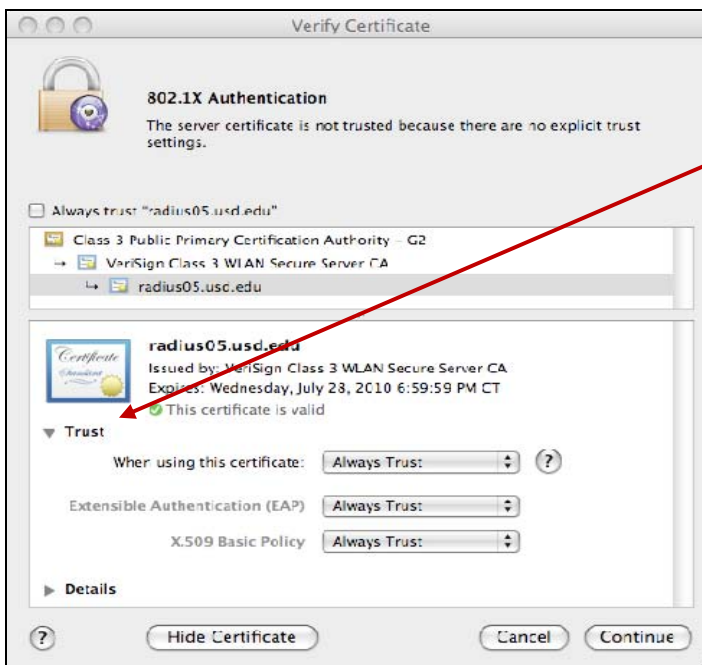 Verify Certificate
802.1X Authentication
The server certificate is not trusted because there are no explicit trust
settings.
Always trust "radius05.usd.edu"
Class 3 Public Primary Certification Authority - G2
VeriSign Class 3 WLAN Secure Server CA
radius05.usd.edu
Certificate
Standard
radius05.usd.edu
Issued by: VeriSign Class 3 WLAN Secure Server CA
Expires: Wednesday, July 28, 2010 6:59:59 PM CT
This certificate is valid
Trust
When using this certificate: Always Trust ?
Extensible Authentication (EAP) Always Trust
X.509 Basic Policy Always Trust
Details
? Hide Certificate Cancel Continue